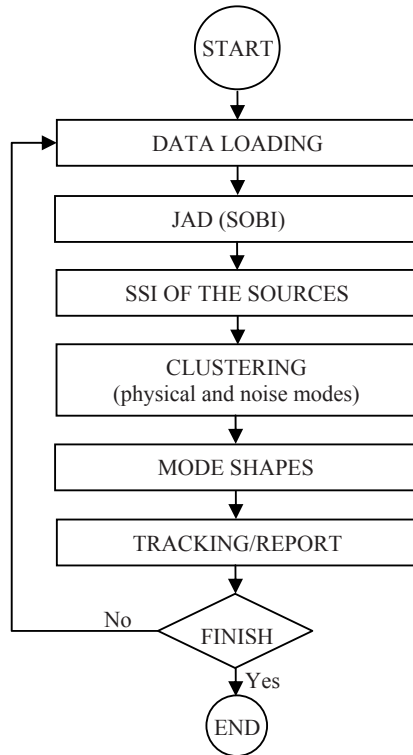 START
DATA LOADING
JAD (SOBI)
SSI OF THE SOURCES
CLUSTERING
(physical and noise modes)
MODE SHAPES
TRACKING/REPORT
No
FINISH
Yes
END